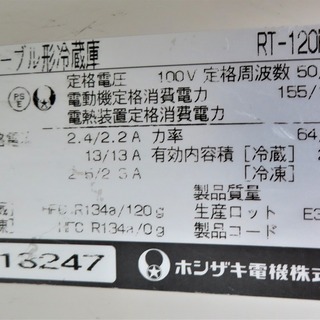 ーブル形冷蔵庫 RT-120
定格電圧 100V 定格周波数 50
電動機定格消費電力 155/1
電熱装置定格消費電力
2.4/2.2 A 力率 64
13/13 A 有効内容積 [冷蔵]
[冷凍]
製品質量
HFC R134a/120g 生産ロット E3
HFC R134a/0g 製品コード
13247 ホシザキ電機株式